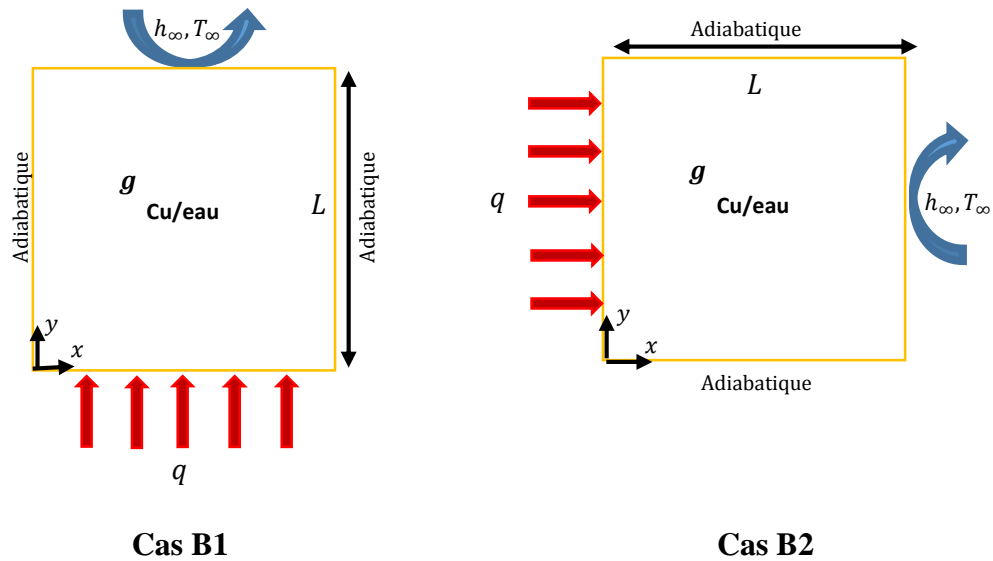 h∞, T∞
Adiabatique
L
Adiabatique
g
Cu/eau
y
x
q
Cas B1
Adiabatique
L
q
g
Cu/eau
h∞, T∞
y
x
Adiabatique
Cas B2